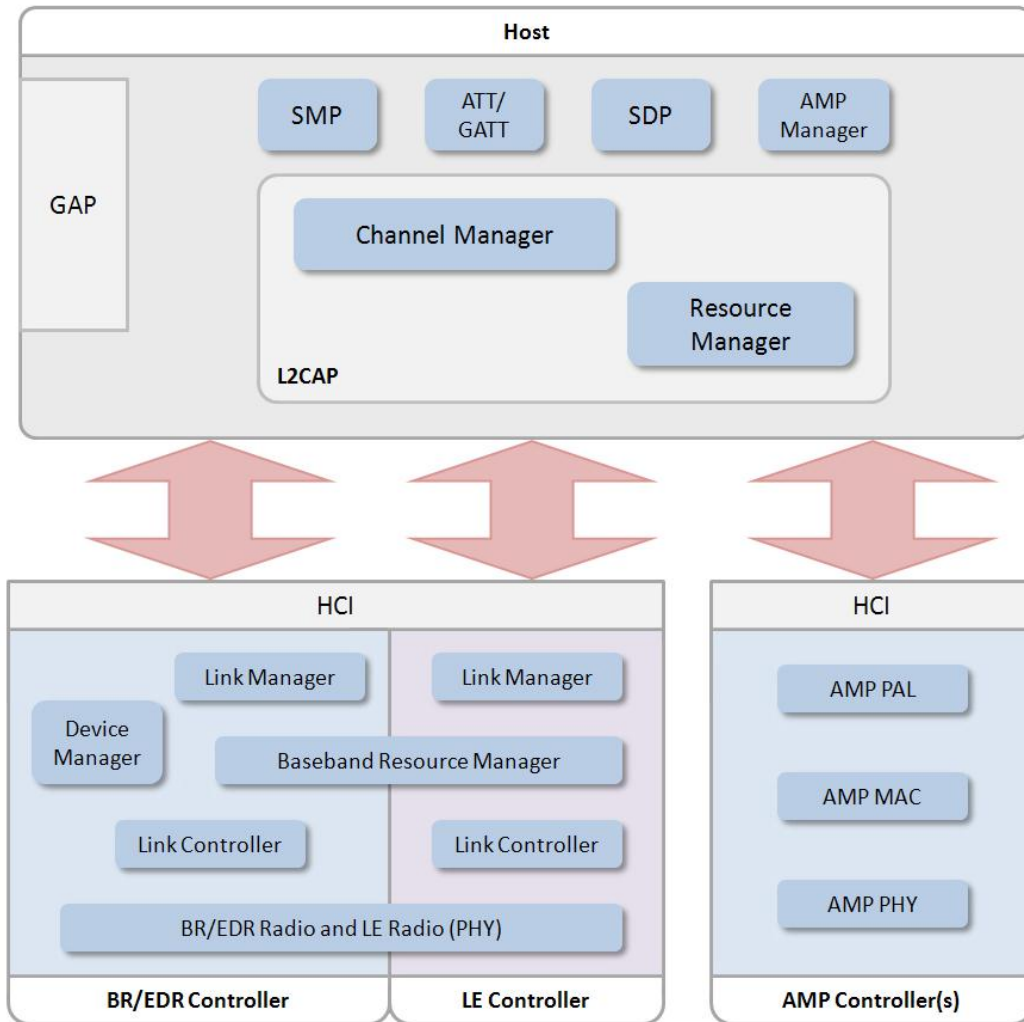 Host
GAP
SMP
ATT/
GATT
SDP
AMP
Manager
Channel Manager
Resource
Manager
L2CAP
HCI
Link Manager
Link Manager
Device
Manager
Baseband Resource Manager
Link Controller
Link Controller
BR/EDR Radio and LE Radio (PHY)
BR/EDR Controller
LE Controller
HCI
AMP PAL
AMP MAC
AMP PHY
AMP Controller(s)